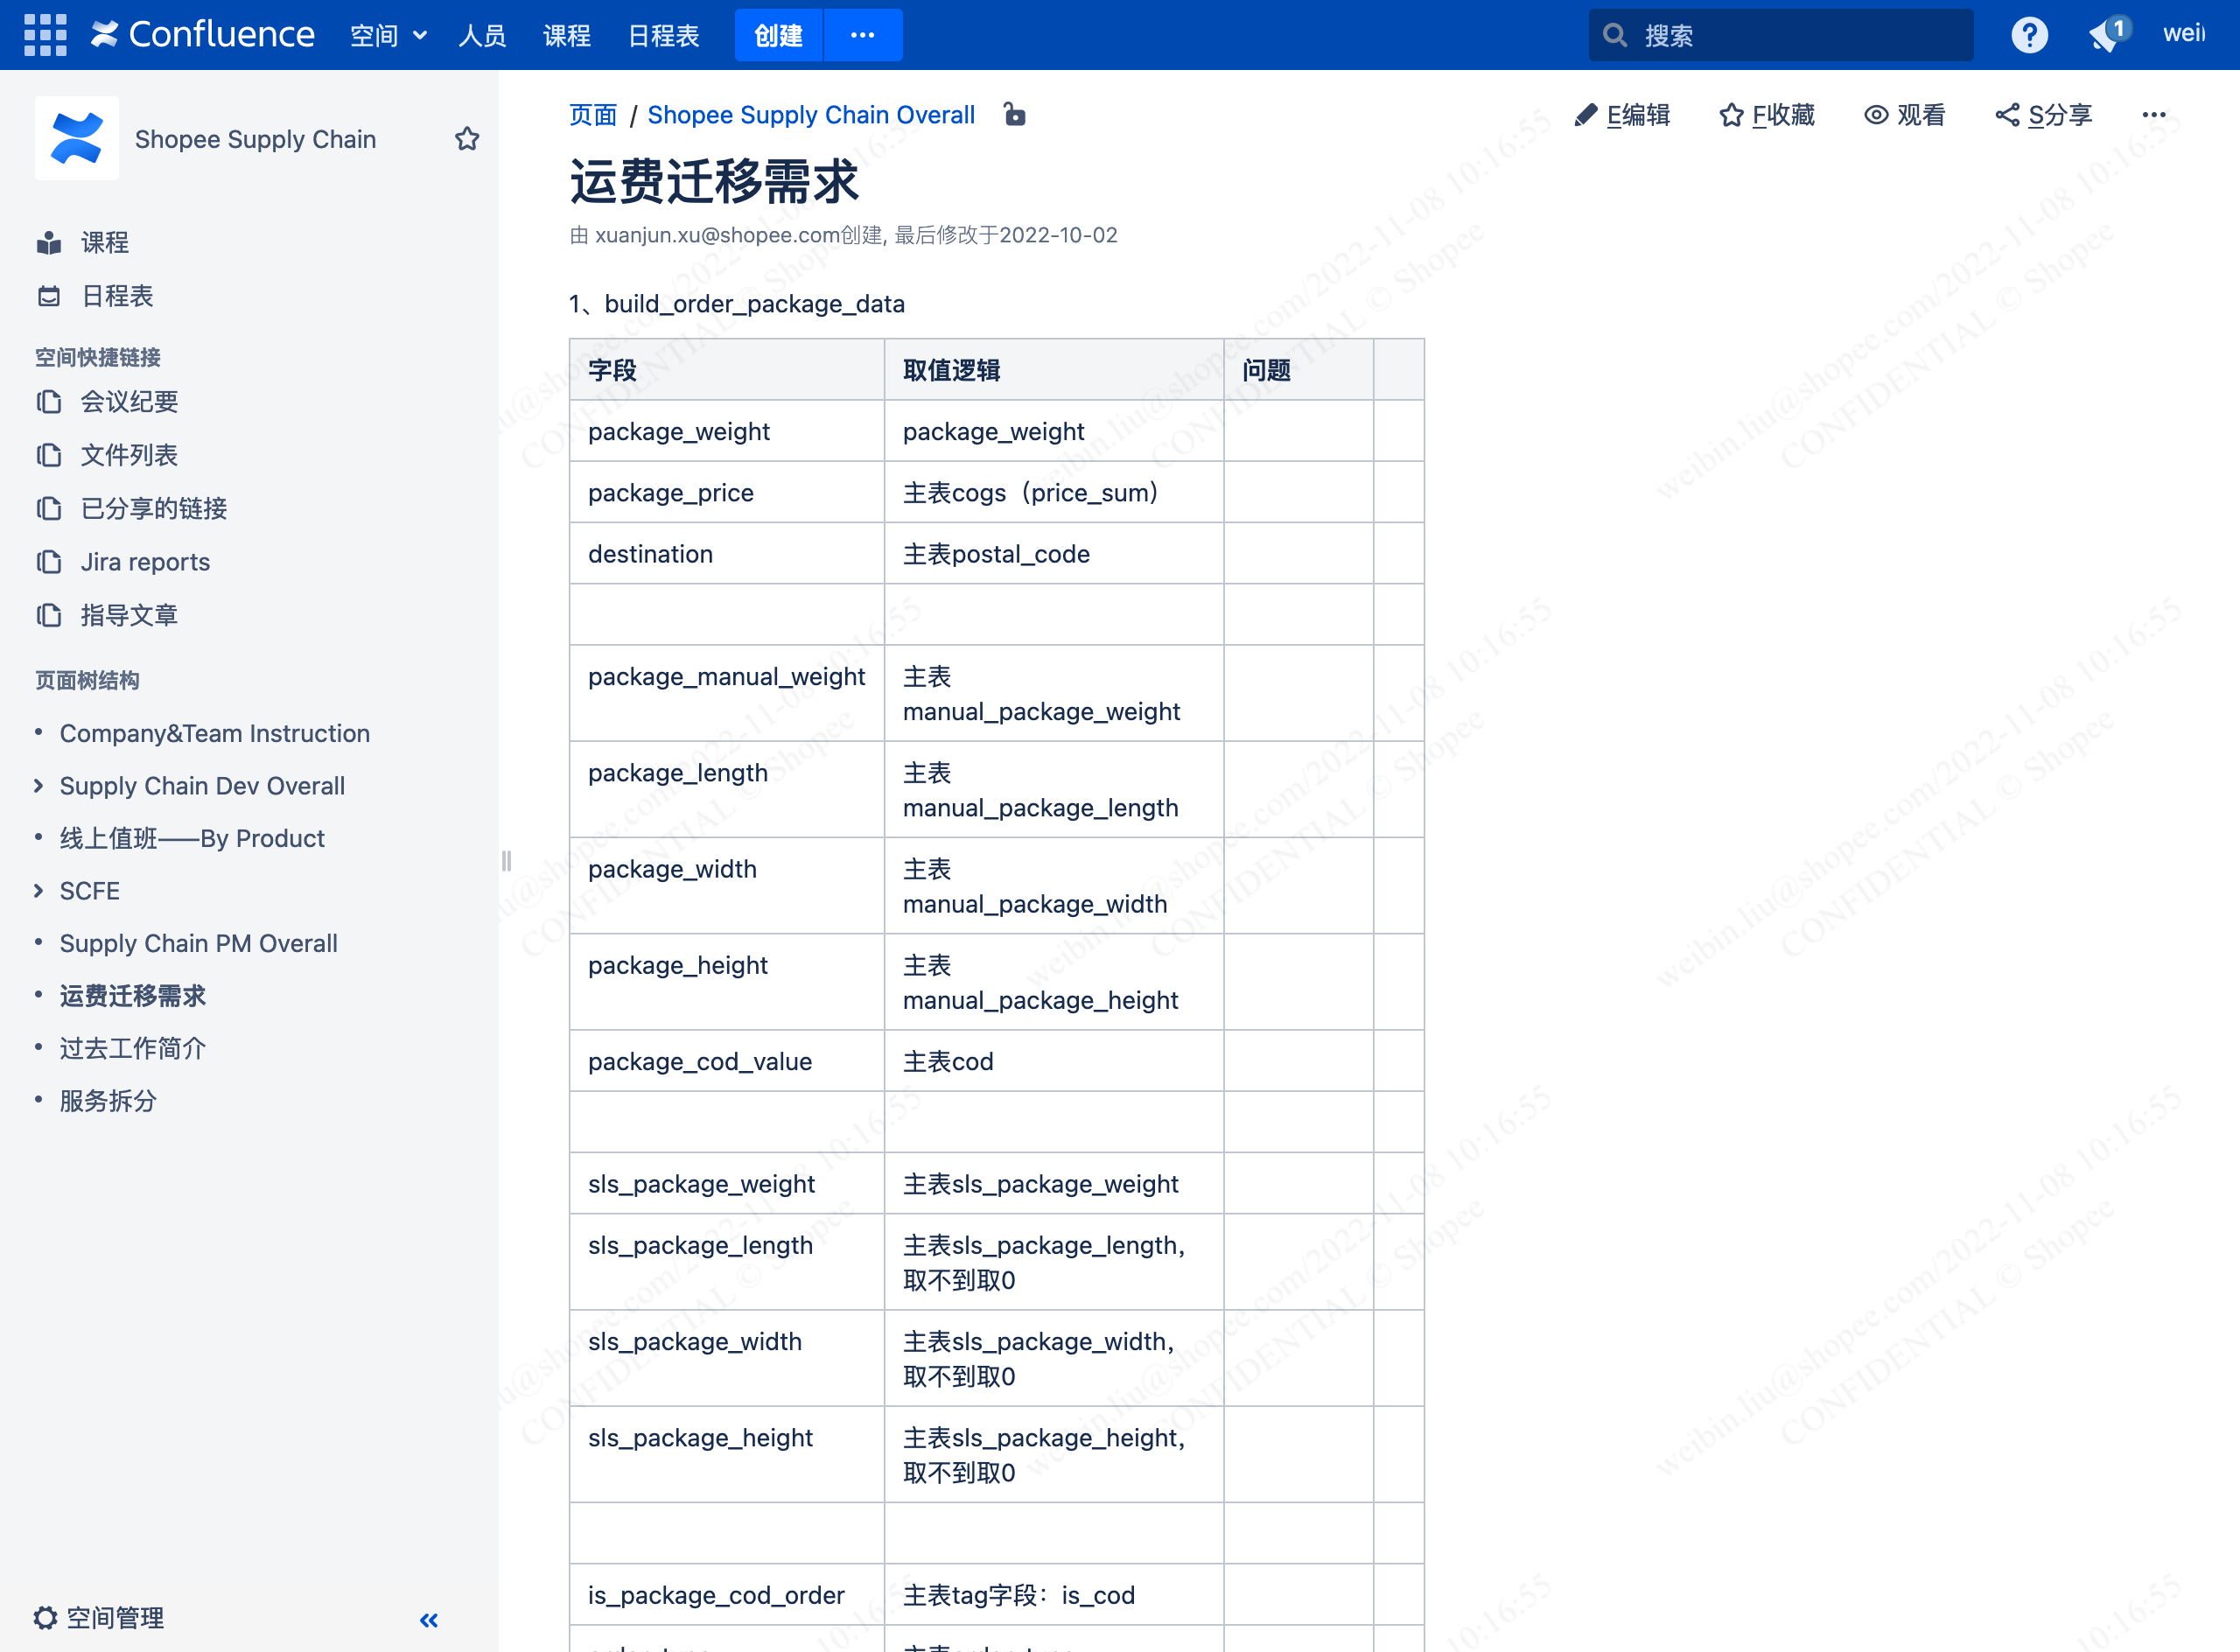 Confluence 空间 人员 课程 日程表 创建 ··· 搜索 ? 1 wei
Shopee Supply Chain
课程
日程表
空间快捷链接
会议纪要
文件列表
已分享的链接
Jira reports
指导文章
页面树结构
Company&Team Instruction
Supply Chain Dev Overall
线上值班——By Product
SCFE
Supply Chain PM Overall
运费迁移需求
过去工作简介
服务拆分
空间管理
页面 / Shopee Supply Chain Overall
E编辑 F收藏 观看 S分享 ···
运费迁移需求
由 xuanjun.xu@shopee.com创建, 最后修改于2022-10-02
1、build_order_package_data
字段 取值逻辑 问题
package_weight package_weight
package_price 主表cogs（price_sum）
destination 主表postal_code
package_manual_weight 主表
manual_package_weight
package_length 主表
manual_package_length
package_width 主表
manual_package_width
package_height 主表
manual_package_height
package_cod_value 主表cod
sls_package_weight 主表sls_package_weight
sls_package_length 主表sls_package_length，
取不到取0
sls_package_width 主表sls_package_width，
取不到取0
sls_package_height 主表sls_package_height，
取不到取0
is_package_cod_order 主表tag字段：is_cod
weibin.liu@shopee.com/2022-11-08 10:16:55
CONFIDENTIAL © Shopee